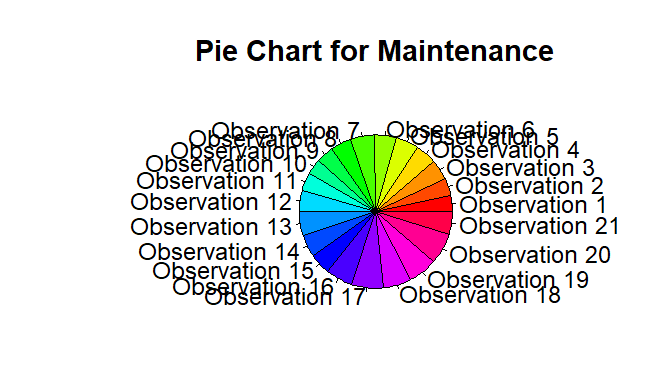 Pie Chart for Maintenance
Observation 1
Observation 2
Observation 3
Observation 4
Observation 5
Observation 6
Observation 7
Observation 8
Observation 9
Observation 10
Observation 11
Observation 12
Observation 13
Observation 14
Observation 15
Observation 16
Observation 17
Observation 18
Observation 19
Observation 20
Observation 21